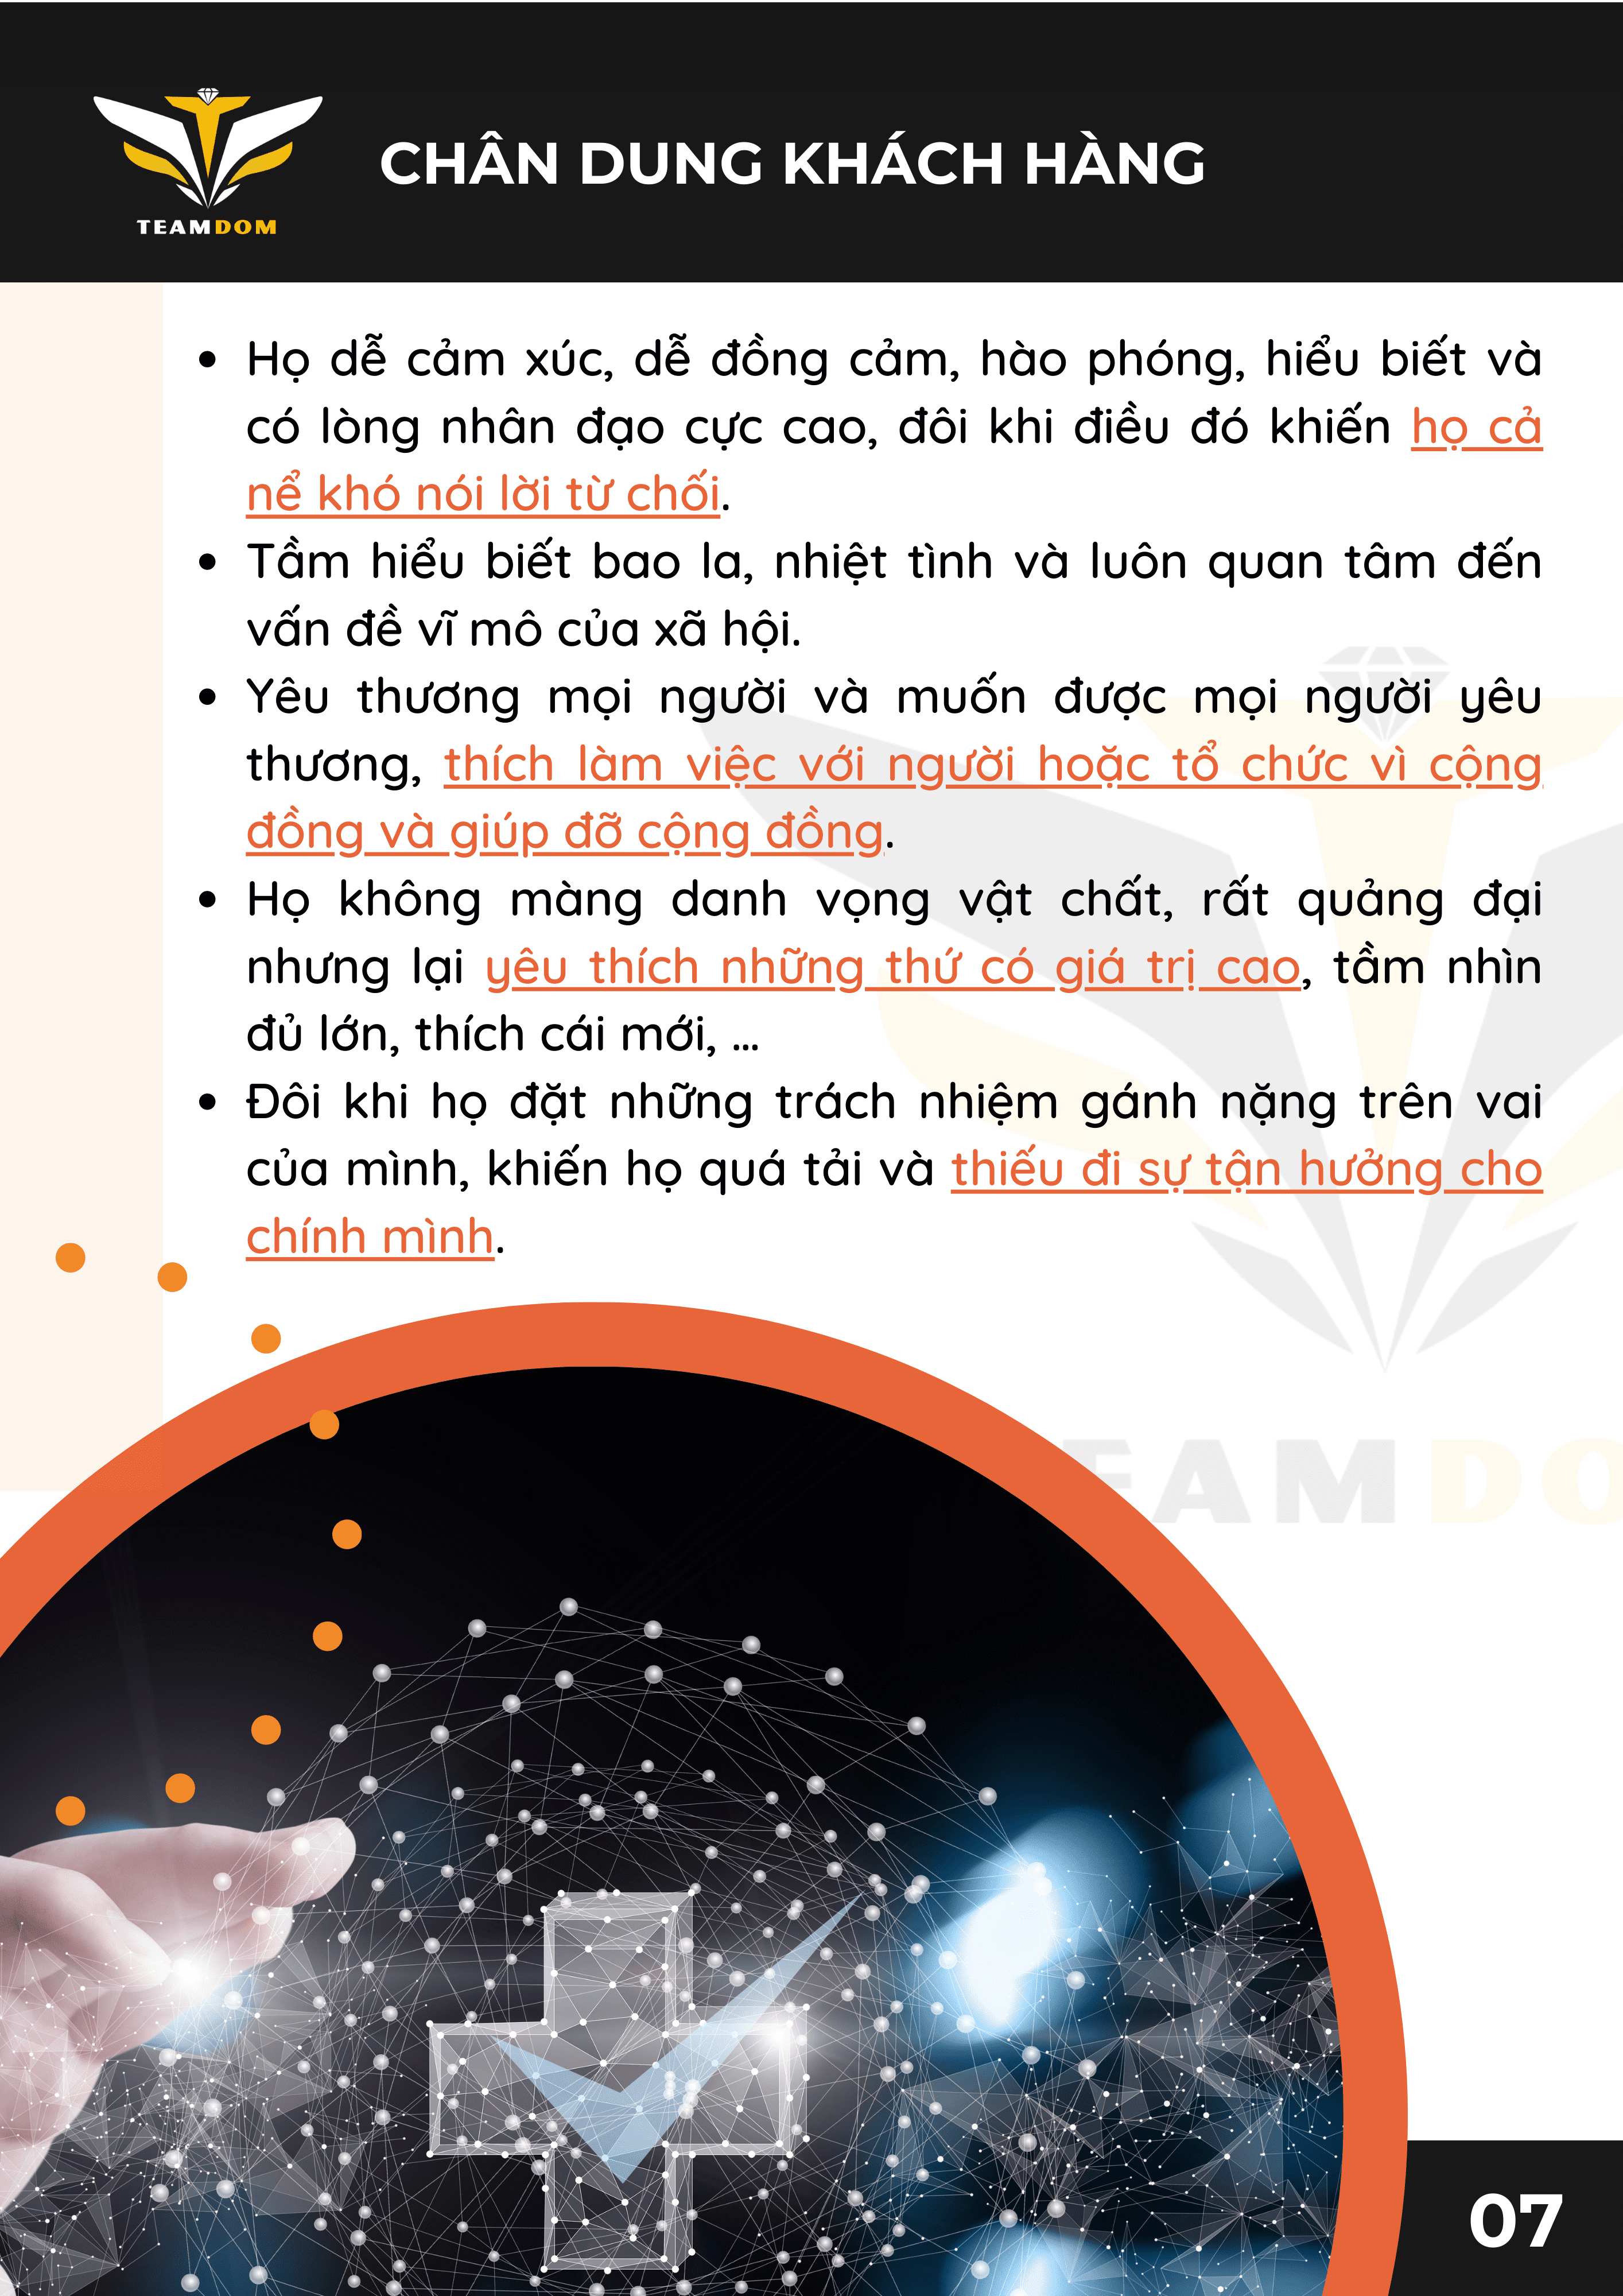 TEAMDOM
CHÂN DUNG KHÁCH HÀNG
• Họ dễ cảm xúc, dễ đồng cảm, hào phóng, hiểu biết và
có lòng nhân đạo cực cao, đôi khi điều đó khiến họ cả
nể khó nói lời từ chối.
• Tầm hiểu biết bao la, nhiệt tình và luôn quan tâm đến
vấn đề vĩ mô của xã hội.
• Yêu thương mọi người và muốn được mọi người yêu
thương, thích làm việc với người hoặc tổ chức vì cộng
đồng và giúp đỡ cộng đồng.
• Họ không màng danh vọng vật chất, rất quảng đại
nhưng lại yêu thích những thứ có giá trị cao, tầm nhìn
đủ lớn, thích cái mới, ...
• Đôi khi họ đặt những trách nhiệm gánh nặng trên vai
của mình, khiến họ quá tải và thiếu đi sự tận hưởng cho
chính mình.
EAMDO
07